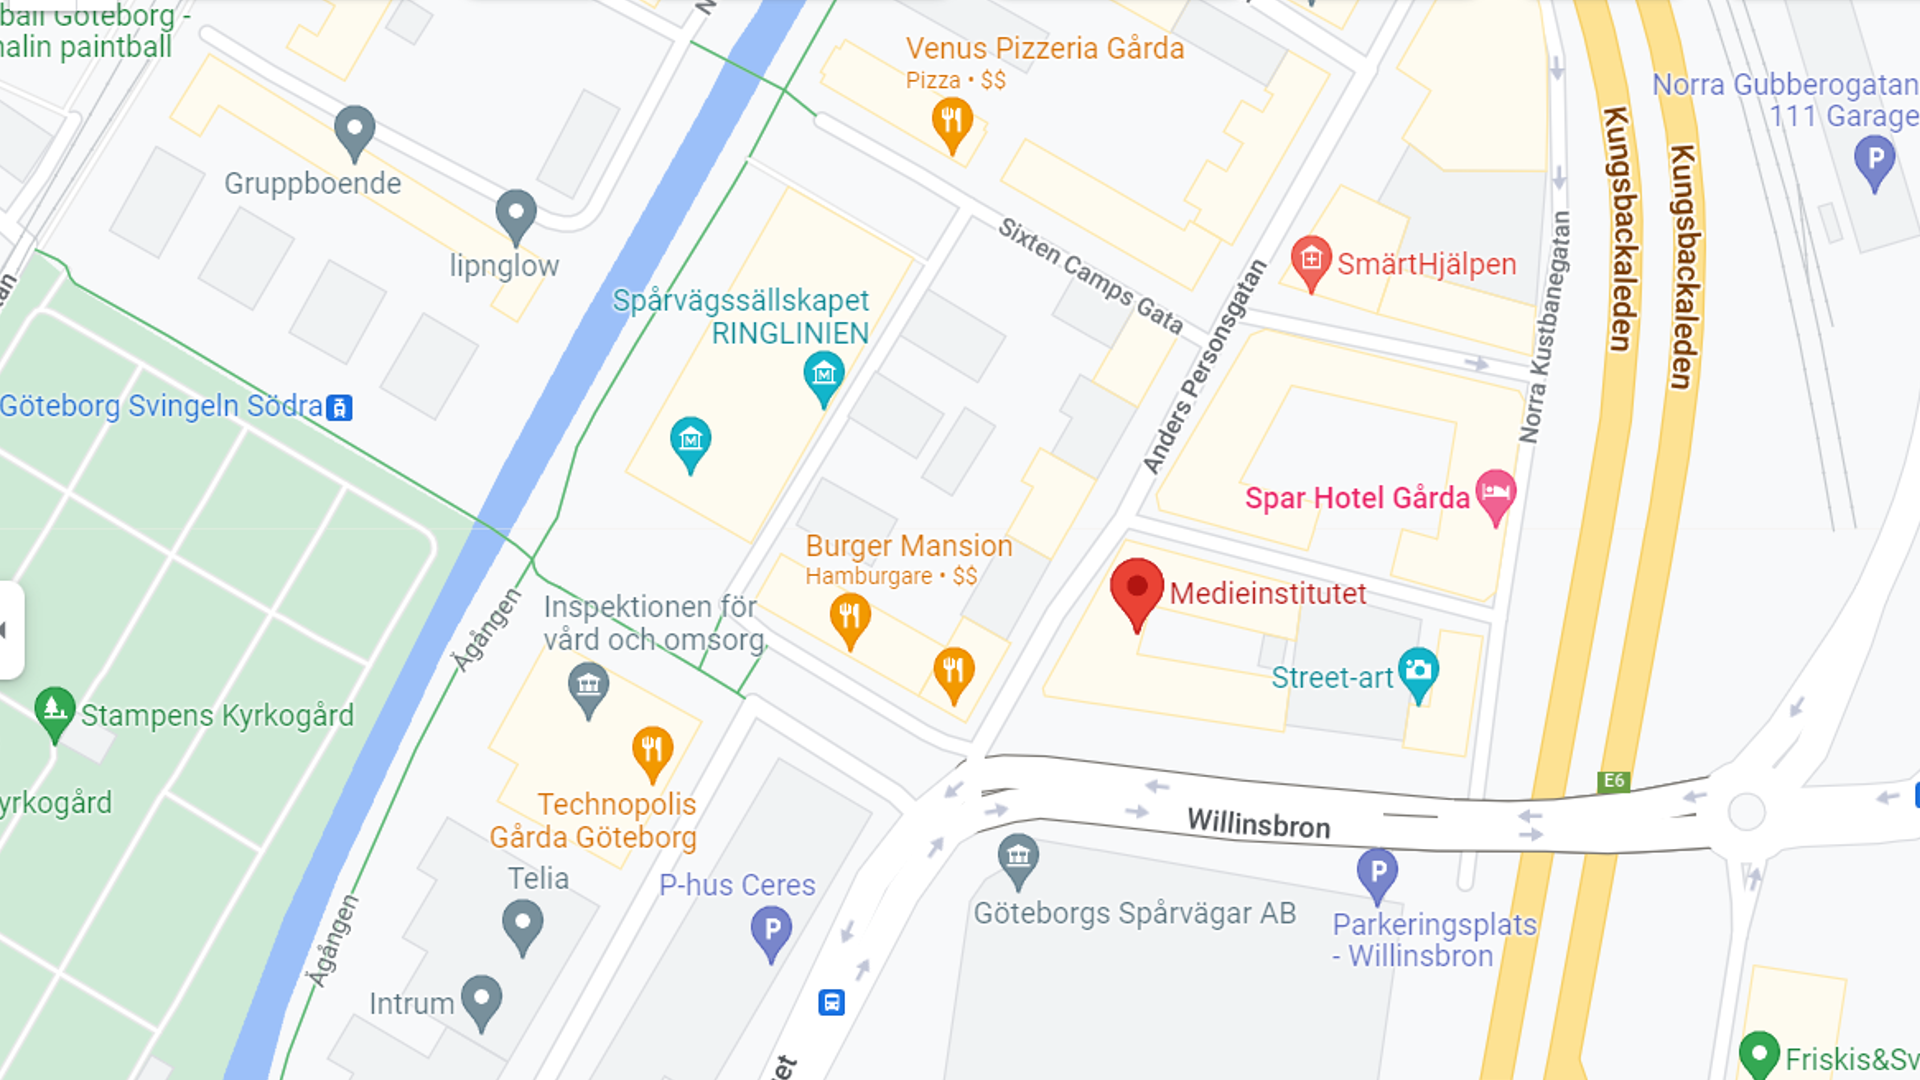 ball Göteborg -
nalin paintball
Venus Pizzeria Gårda
Pizza • $$
Norra Gubberogatan
111 Garage
P
Kungsbackaleden
Kungsbackaleden
Gruppboende
lipnglow
Sixten Camps Gata
Anders Personsgatan
Norra Kustbanegatan
SmärtHjälpen
Spårvägssällskapet
RINGLINIEN
M
M
Göteborg Svingeln Södra
Spar Hotel Gårda
Burger Mansion
Hamburgare • $$
Medieinstitutet
Inspektionen för
vård och omsorg
Ågången
Street-art
Stampens Kyrkogård
yrkogård
E6
Technopolis
Gårda Göteborg
Willinsbron
Telia
P-hus Ceres
P
P
Göteborgs Spårvägar AB
Parkeringsplats
- Willinsbron
Ågången
Intrum
Friskis&Sv